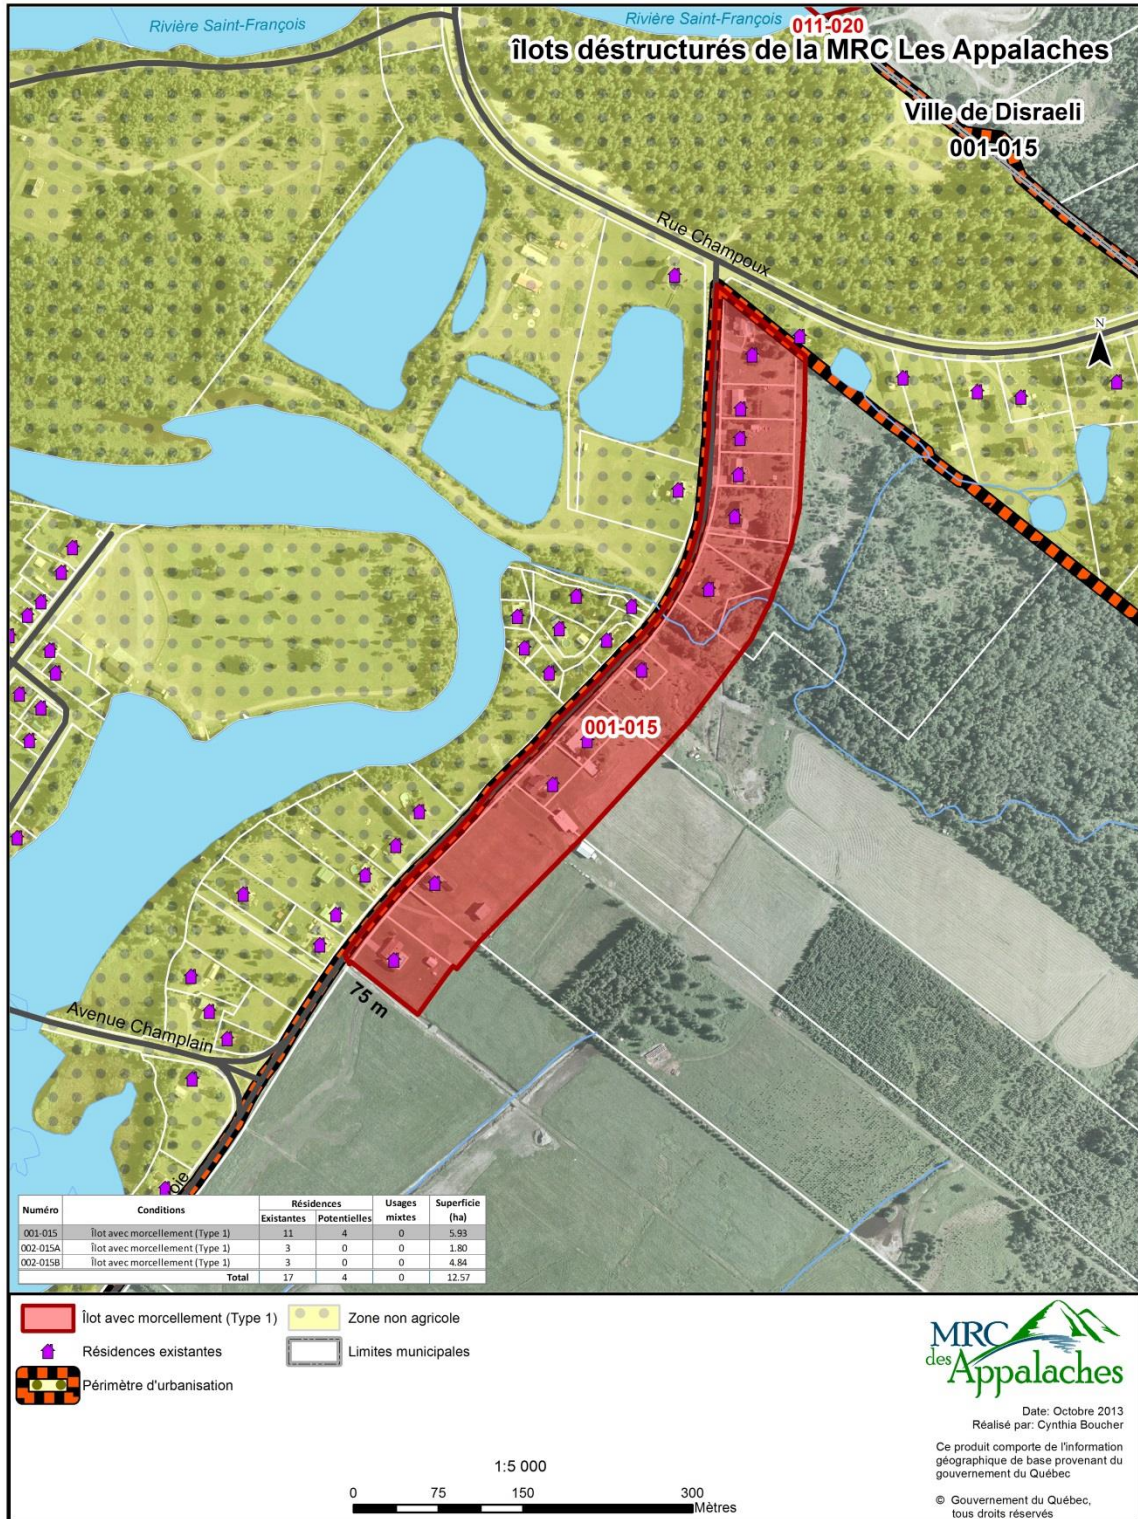 Rivière Saint-François
Rivière Saint-François
011-020
îlots déstructurés de la MRC Les Appalaches
Ville de Disraeli
001-015
Rue Champoux
N
001-015
75 m
Avenue Champlain
Numéro Conditions Résidences Usages mixtes Superficie (ha)
Existantes Potentielles
001-015 Îlot avec morcellement (Type 1) 11 4 0 5.93
002-015A Îlot avec morcellement (Type 1) 3 0 0 1.80
002-015B Îlot avec morcellement (Type 1) 3 0 0 4.84
Total 17 4 0 12.57
Îlot avec morcellement (Type 1)
Zone non agricole
Résidences existantes
Limites municipales
Périmètre d'urbanisation
MRC
des Appalaches
Date: Octobre 2013
Réalisé par: Cynthia Boucher
Ce produit comporte de l'information
géographique de base provenant du
gouvernement du Québec
© Gouvernement du Québec,
tous droits réservés
1:5 000
0 75 150 300
Mètres